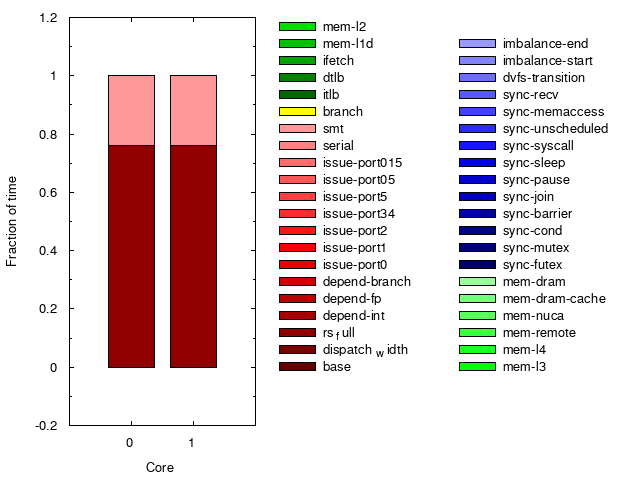 1.2
1
0.8
0.6
0.4
0.2
0
-0.2
Fraction of time
0 1
Core
mem-l2
mem-l1d
ifetch
dtlb
itlb
branch
smt
serial
issue-port015
issue-port05
issue-port5
issue-port34
issue-port2
issue-port1
issue-port0
depend-branch
depend-fp
depend-int
rs f ull
dispatch w idth
base
imbalance-end
imbalance-start
dvfs-transition
sync-recv
sync-memaccess
sync-unscheduled
sync-syscall
sync-sleep
sync-pause
sync-join
sync-barrier
sync-cond
sync-mutex
sync-futex
mem-dram
mem-dram-cache
mem-nuca
mem-remote
mem-l4
mem-l3